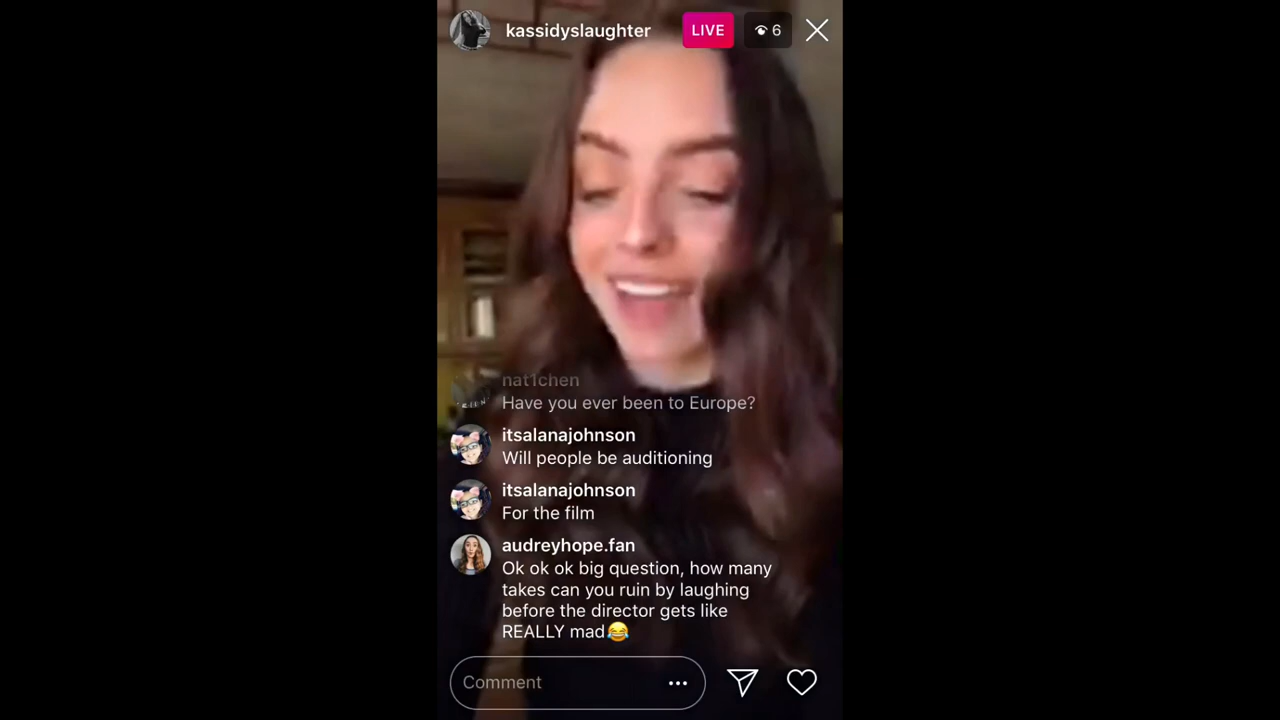 kassidyslaughter LIVE 6
nat1chen
Have you ever been to Europe?
itsalanajohnson
Will people be auditioning
itsalanajohnson
For the film
audreyhope.fan
Ok ok ok big question, how many
takes can you ruin by laughing
before the director gets like
REALLY mad😂
Comment